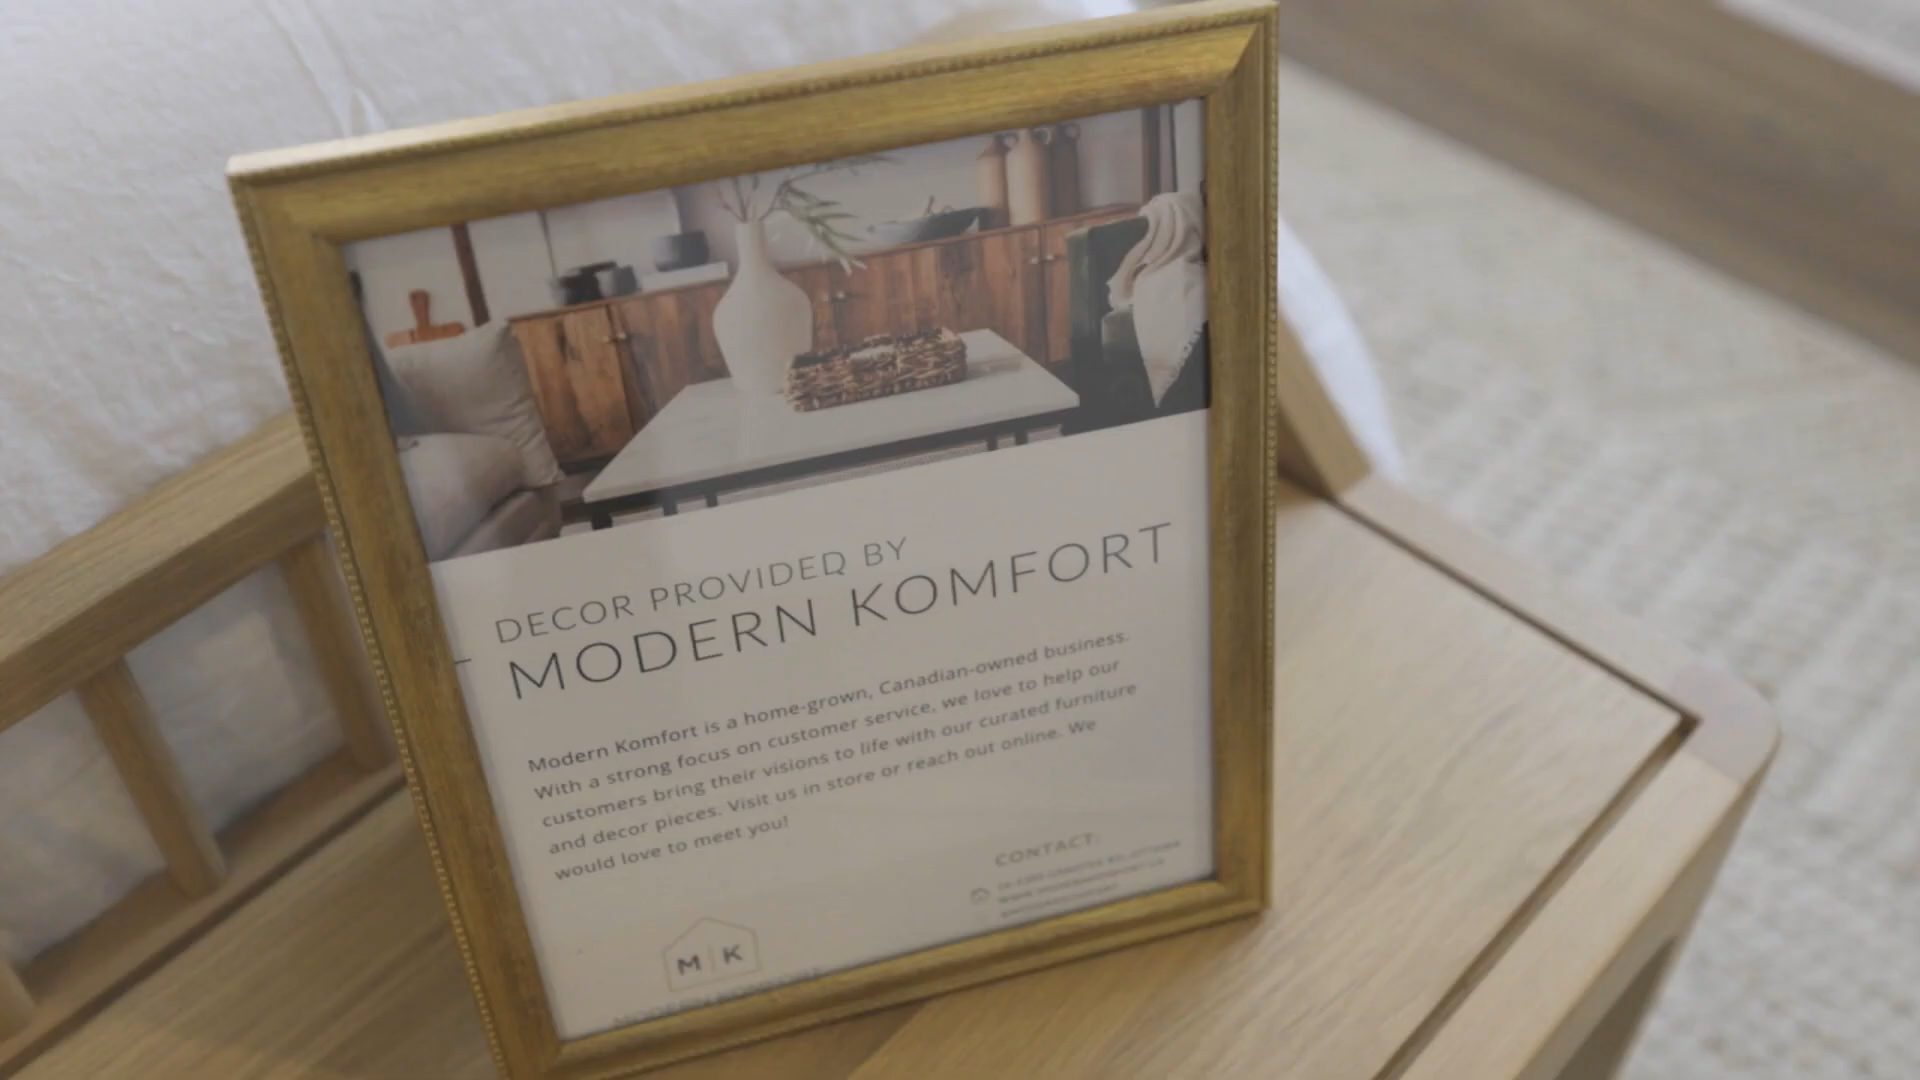 DECOR PROVIDED BY
MODERN KOMFORT
Modern Komfort is a home-grown, Canadian-owned business.
With a strong focus on customer service, we love to help our
customers bring their visions to life with our curated furniture
and decor pieces. Visit us in store or reach out online. We
would love to meet you!
CONTACT:
M | K